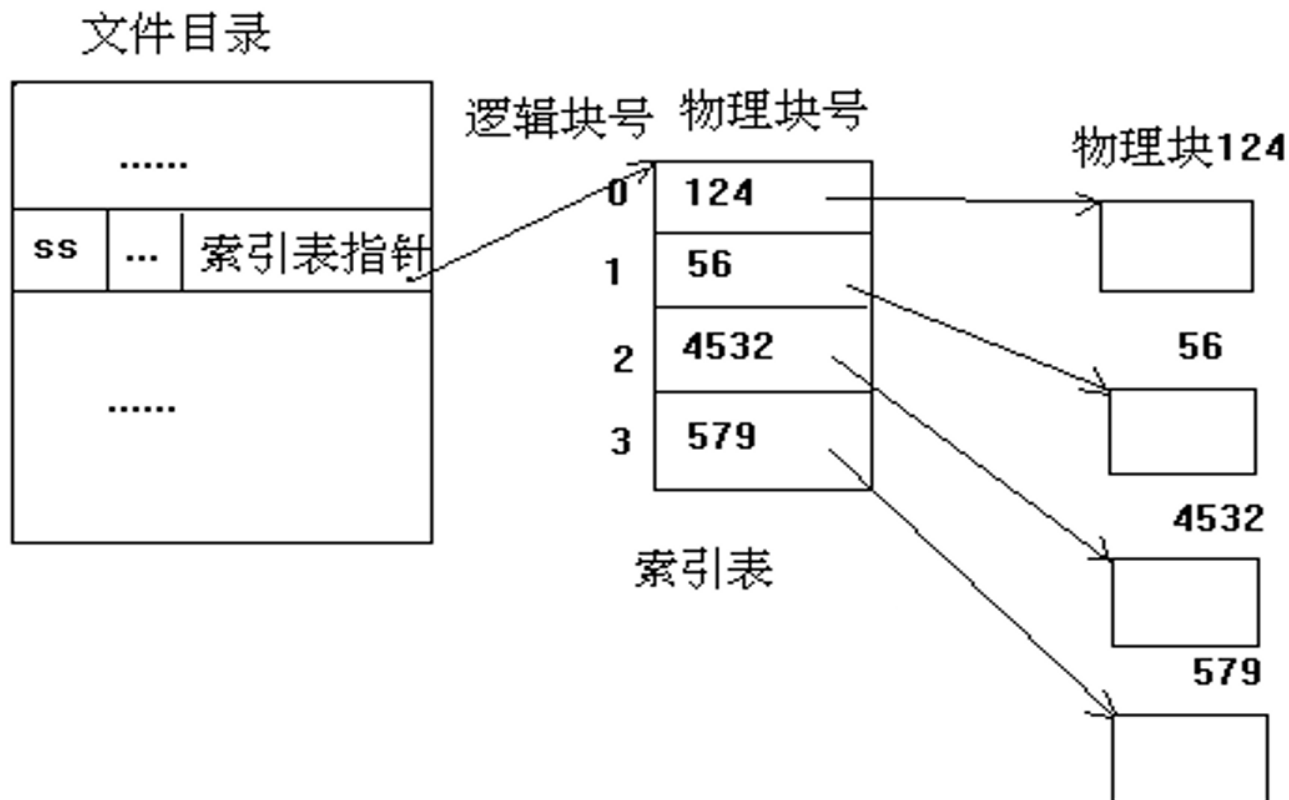 文件目录
......
ss ... 索引表指针
......
逻辑块号 物理块号
0 124
1 56
2 4532
3 579
索引表
物理块124
56
4532
579